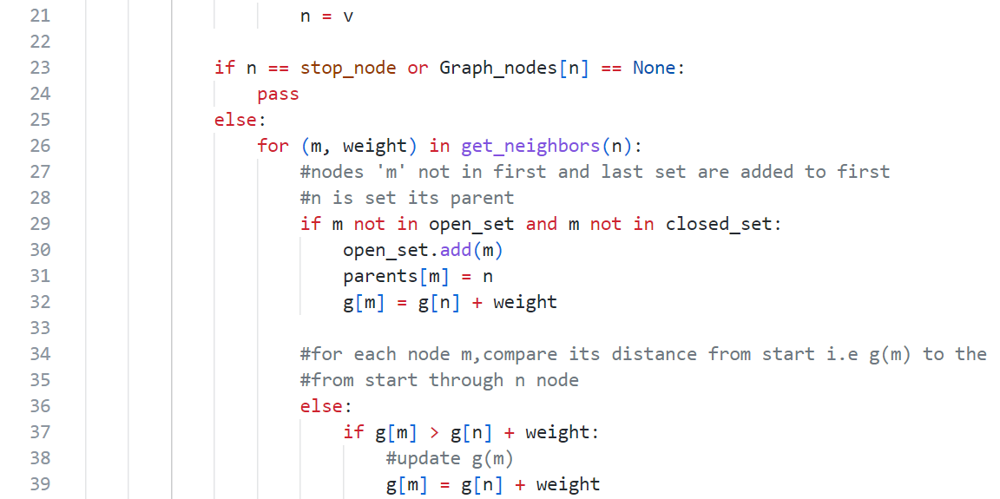 21 n = v
22
23 if n == stop_node or Graph_nodes[n] == None:
24 pass
25 else:
26 for (m, weight) in get_neighbors(n):
27 #nodes 'm' not in first and last set are added to first
28 #n is set its parent
29 if m not in open_set and m not in closed_set:
30 open_set.add(m)
31 parents[m] = n
32 g[m] = g[n] + weight
33
34 #for each node m,compare its distance from start i.e g(m) to the
35 #from start through n node
36 else:
37 if g[m] > g[n] + weight:
38 #update g(m)
39 g[m] = g[n] + weight